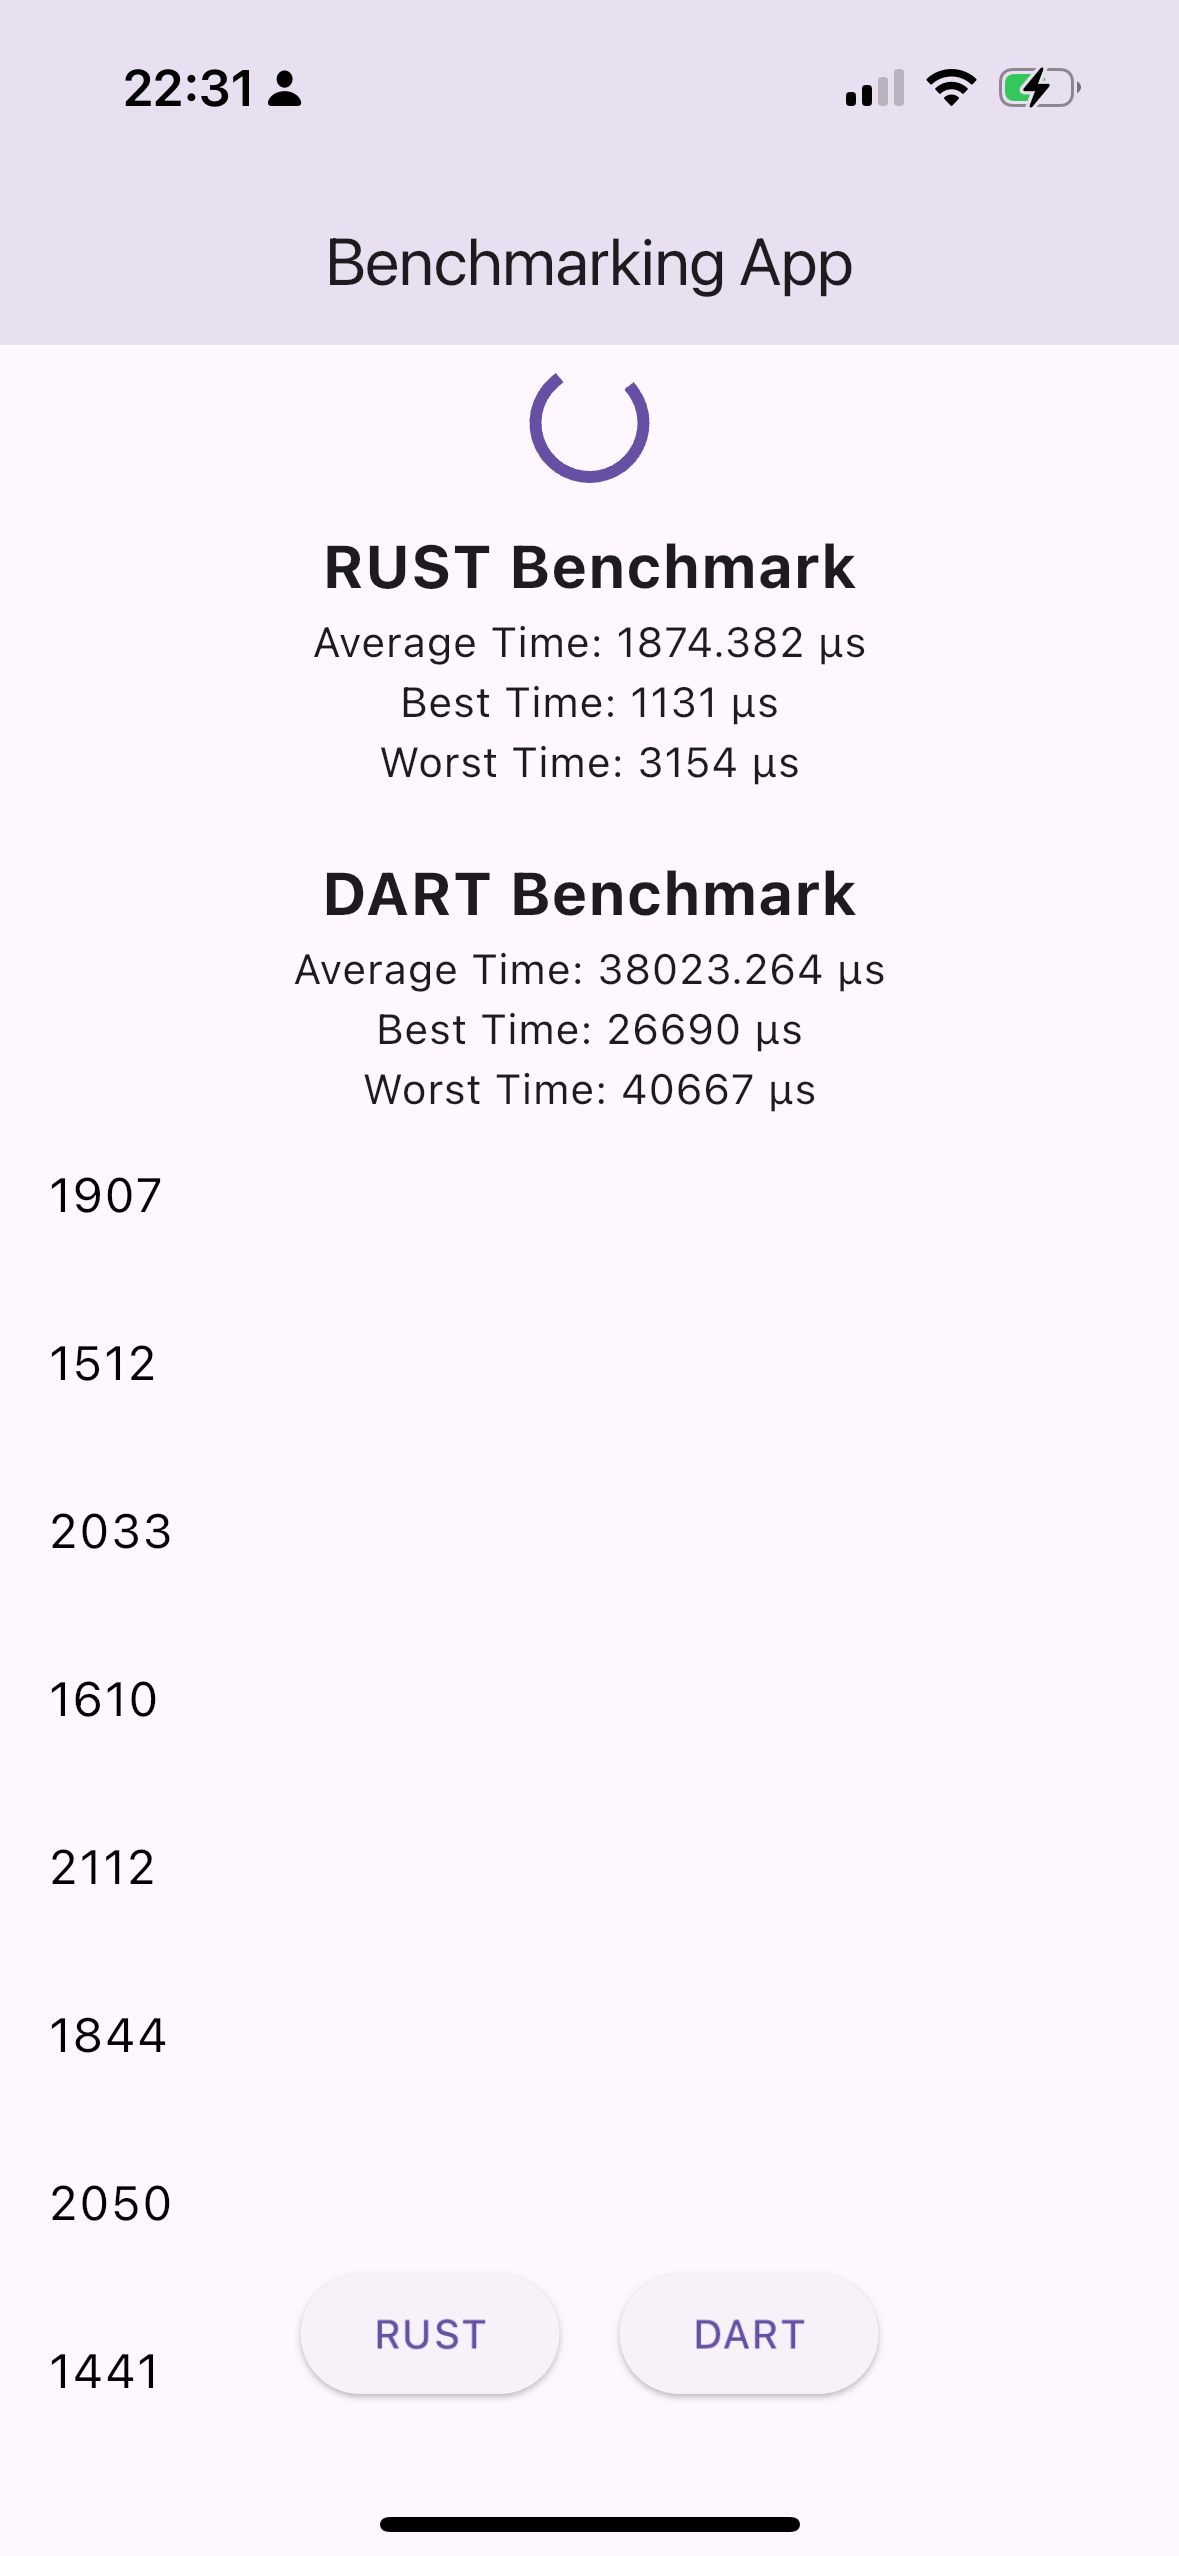 22:31
Benchmarking App
RUST Benchmark
Average Time: 1874.382 µs
Best Time: 1131 µs
Worst Time: 3154 µs
DART Benchmark
Average Time: 38023.264 µs
Best Time: 26690 µs
Worst Time: 40667 µs
1907
1512
2033
1610
2112
1844
2050
1441
RUST
DART